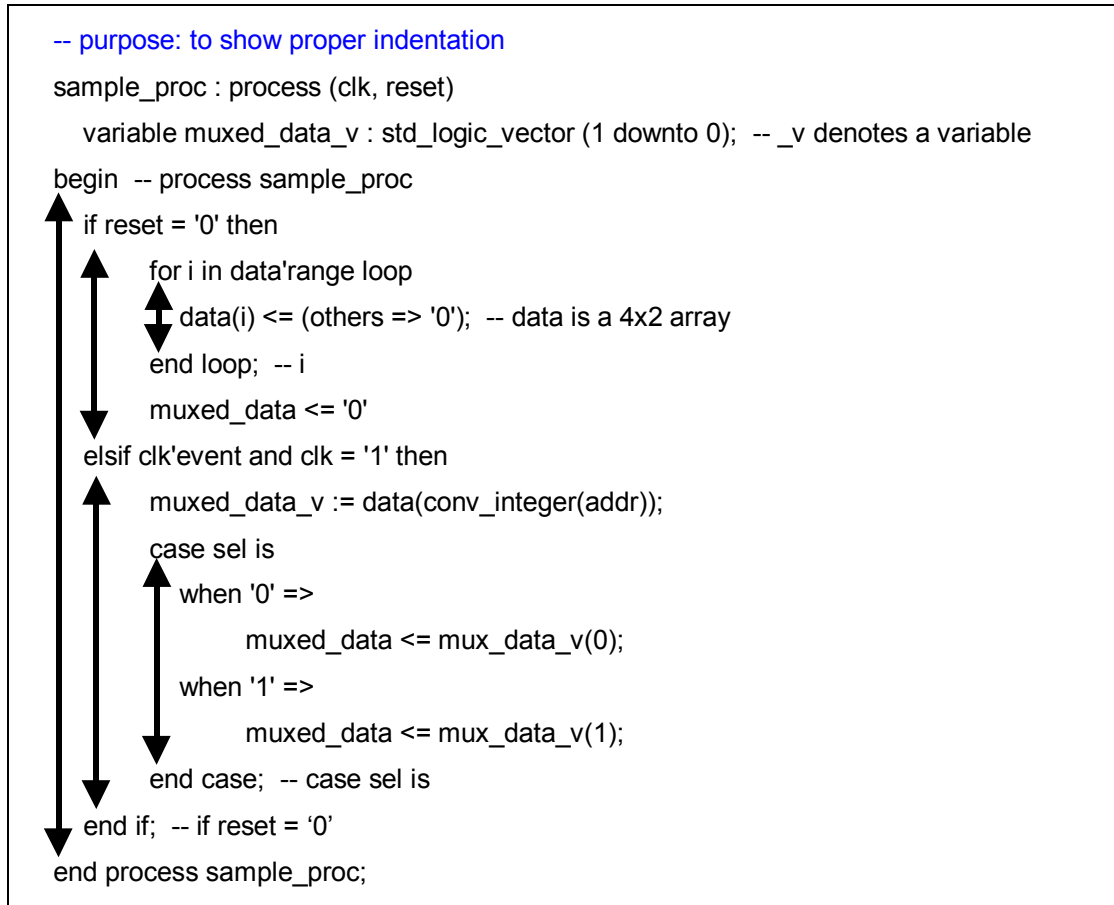 -- purpose: to show proper indentation
sample_proc : process (clk, reset)
variable muxed_data_v : std_logic_vector (1 downto 0);  -- _v denotes a variable
begin  -- process sample_proc
if reset = '0' then
for i in data'range loop
data(i) <= (others => '0');  -- data is a 4x2 array
end loop;  -- i
muxed_data <= '0'
elsif clk'event and clk = '1' then
muxed_data_v := data(conv_integer(addr));
case sel is
when '0' =>
muxed_data <= mux_data_v(0);
when '1' =>
muxed_data <= mux_data_v(1);
end case;  -- case sel is
end if;  -- if reset = ‘0’
end process sample_proc;